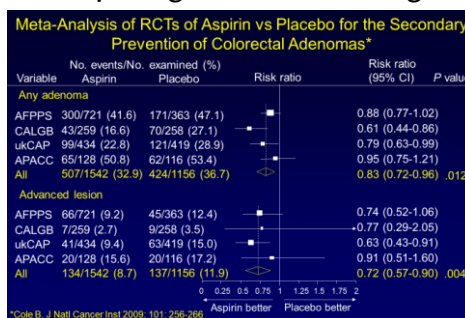 Meta-Analysis of RCTs of Aspirin vs Placebo for the Secondary
Prevention of Colorectal Adenomas*
No. events/No. examined (%) Risk ratio
Variable Aspirin Placebo Risk ratio (95% CI) P value
Any adenoma
AFPPS 300/721 (41.6) 171/363 (47.1) 0.88 (0.77-1.02)
CALGB 43/259 (16.6) 70/258 (27.1) 0.61 (0.44-0.86)
ukCAP 99/434 (22.8) 121/419 (28.9) 0.79 (0.63-0.99)
APACC 65/128 (50.8) 62/116 (53.4) 0.95 (0.75-1.21)
All 507/1542 (32.9) 424/1156 (36.7) 0.83 (0.72-0.96) .012
Advanced lesion
AFPPS 66/721 (9.2) 45/363 (12.4) 0.74 (0.52-1.06)
CALGB 7/259 (2.7) 9/258 (3.5) 0.77 (0.29-2.05)
ukCAP 41/434 (9.4) 63/419 (15.0) 0.63 (0.43-0.91)
APACC 20/128 (15.6) 20/116 (17.2) 0.91 (0.51-1.60)
All 134/1542 (8.7) 137/1156 (11.9) 0.72 (0.57-0.90) .004
0 0.25 0.5 0.75 1 1.25 1.5 1.75 2
Aspirin better Placebo better
*Cole B, J Natl Cancer Inst 2009; 101: 256-266